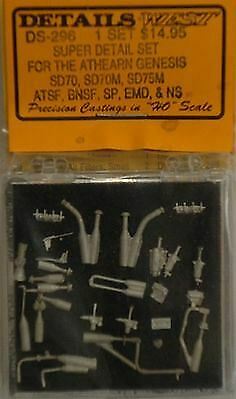 DETAILS WEST
DS-296 1 SET $14.95
SUPER DETAIL SET
FOR THE ATHEARN GENESIS
SD70, SD70M, SD75M
ATSF, BNSF, SP, EMD, & NS
Precision Castings in "HO" Scale